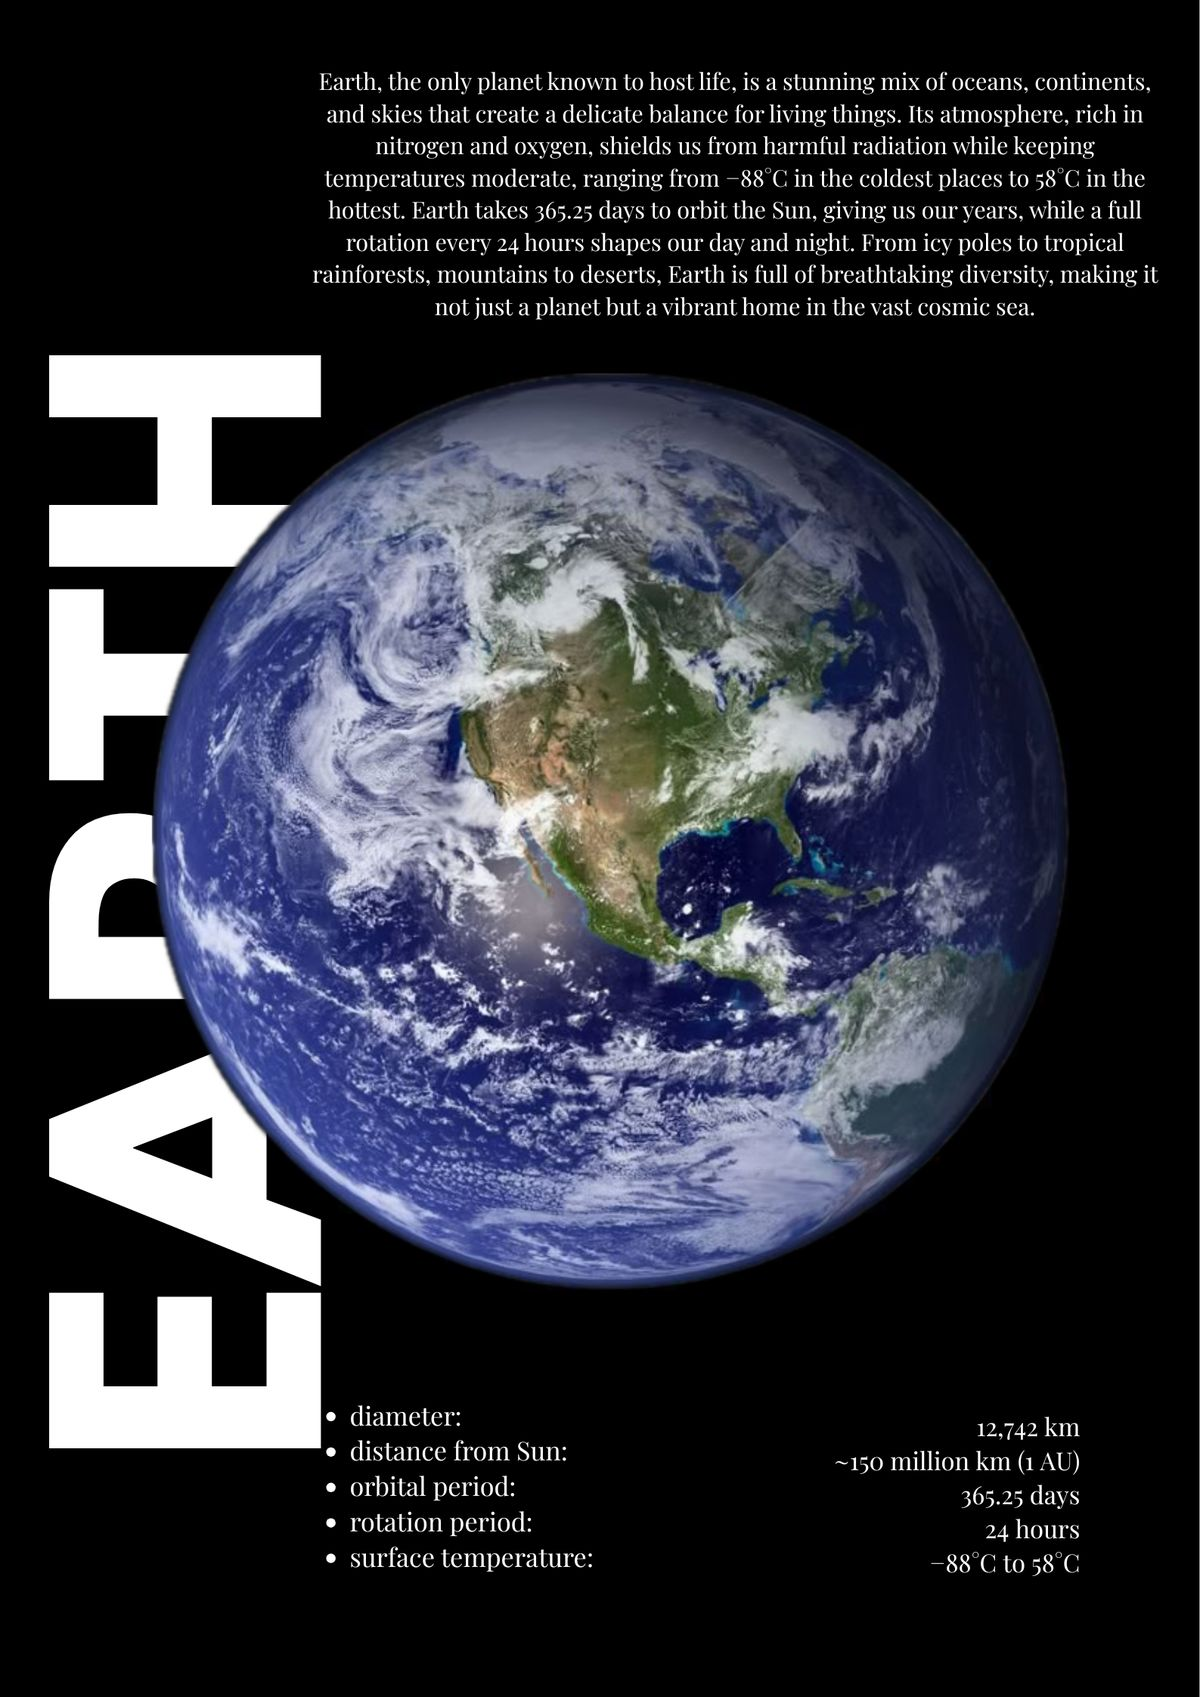 Earth, the only planet known to host life, is a stunning mix of oceans, continents,
and skies that create a delicate balance for living things. Its atmosphere, rich in
nitrogen and oxygen, shields us from harmful radiation while keeping
temperatures moderate, ranging from −88°C in the coldest places to 58°C in the
hottest. Earth takes 365.25 days to orbit the Sun, giving us our years, while a full
rotation every 24 hours shapes our day and night. From icy poles to tropical
rainforests, mountains to deserts, Earth is full of breathtaking diversity, making it
not just a planet but a vibrant home in the vast cosmic sea.
EARTH
• diameter: 12,742 km
• distance from Sun: ~150 million km (1 AU)
• orbital period: 365.25 days
• rotation period: 24 hours
• surface temperature: −88°C to 58°C